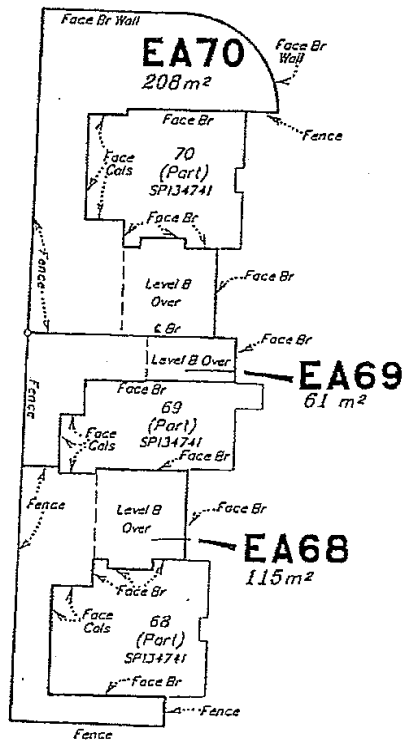 Face Br Wall
EA70
208m²
Face Br
Wall
Face Br
Fence
Face
Cols
70
(Part)
SP134741
Face Br
Fence
Level B
Over
Face Br
₵ Br
Face Br
Level B Over
EA69
61 m²
Face Br
Fence
69
(Part)
SP134741
Face
Cols
Face Br
Fence
Level B
Over
Face Br
EA68
115m²
Face Br
Face
Cols
68
(Part)
SP134741
Face Br
Fence
Fence